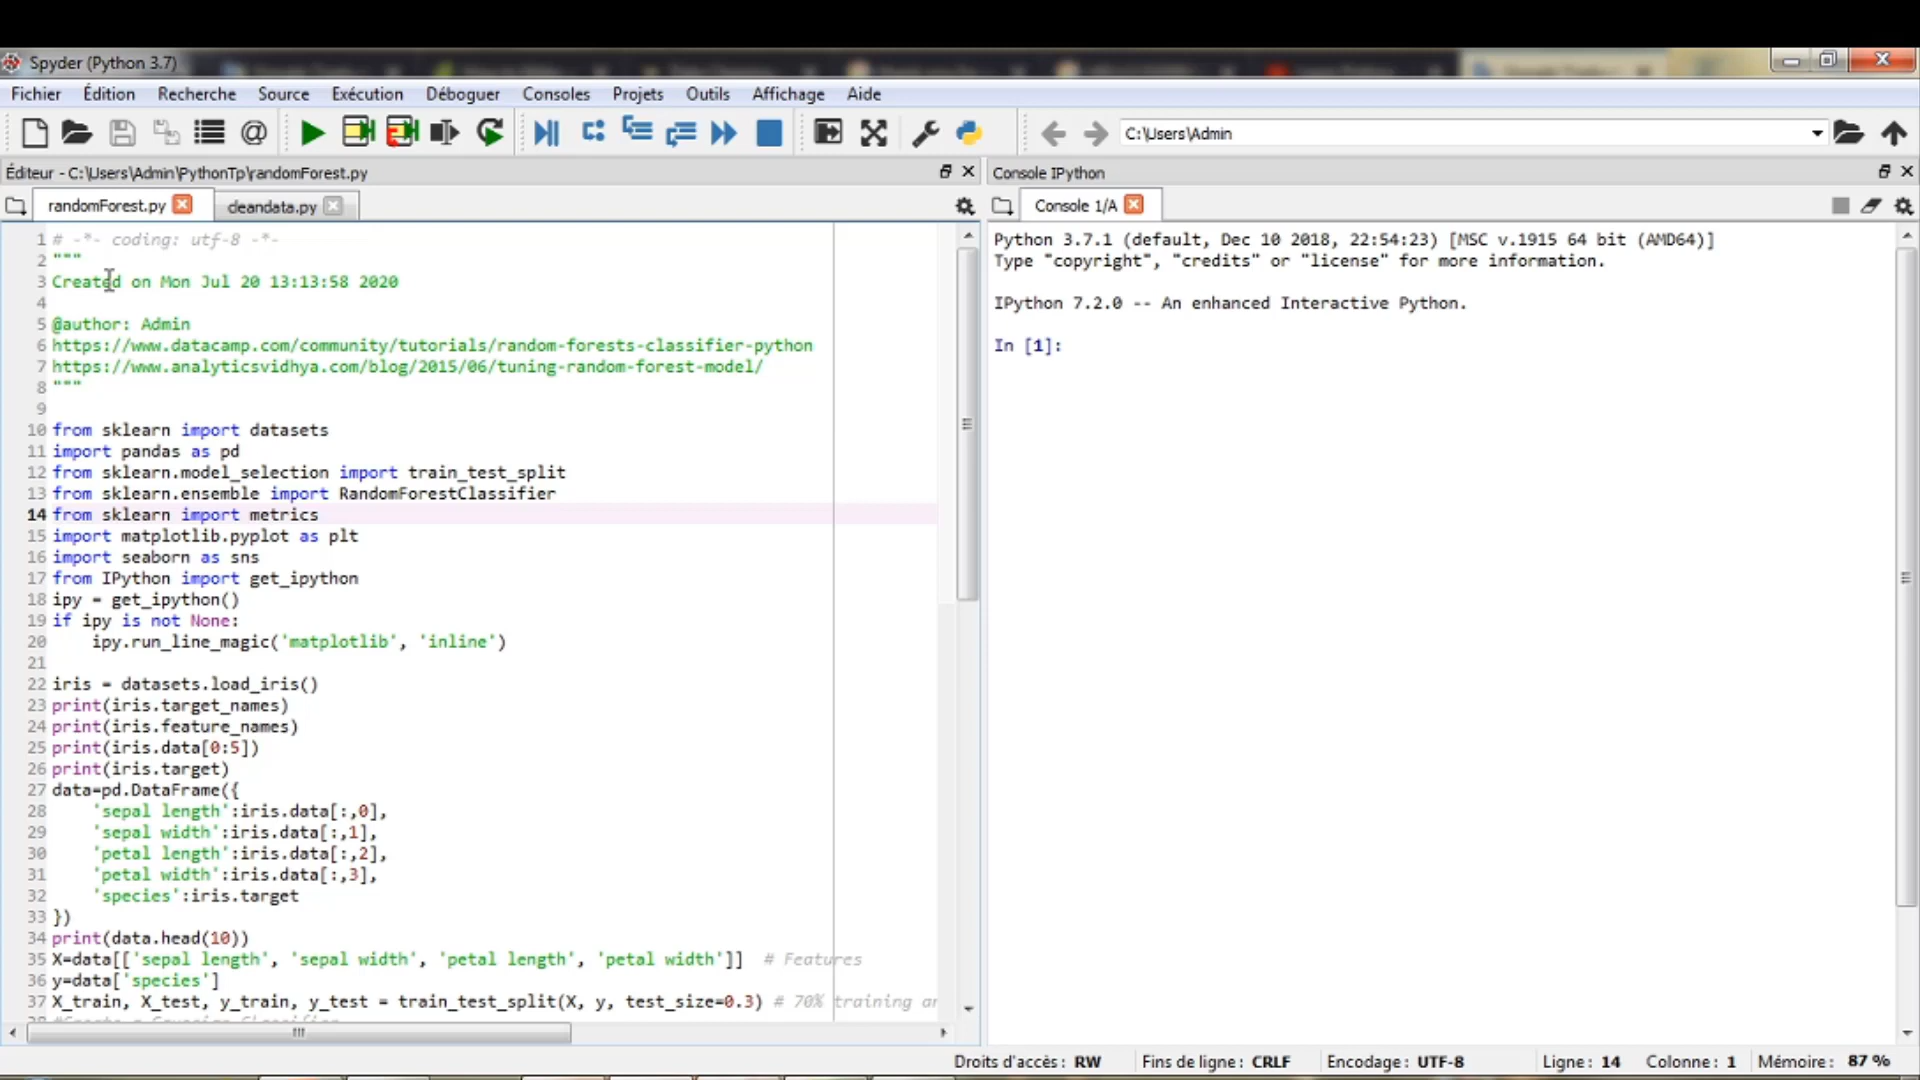 Spyder (Python 3.7)
Fichier Édition Recherche Source Exécution Déboguer Consoles Projets Outils Affichage Aide
C:\Users\Admin
Éditeur - C:\Users\Admin\PythonTp\randomForest.py
randomForest.py cleandata.py
1 # -*- coding: utf-8 -*-
2 """
3 Created on Mon Jul 20 13:13:58 2020
4
5 @author: Admin
6 https://www.datacamp.com/community/tutorials/random-forests-classifier-python
7 https://www.analyticsvidhya.com/blog/2015/06/tuning-random-forest-model/
8 """
9
10 from sklearn import datasets
11 import pandas as pd
12 from sklearn.model_selection import train_test_split
13 from sklearn.ensemble import RandomForestClassifier
14 from sklearn import metrics
15 import matplotlib.pyplot as plt
16 import seaborn as sns
17 from IPython import get_ipython
18 ipy = get_ipython()
19 if ipy is not None:
20     ipy.run_line_magic('matplotlib', 'inline')
21
22 iris = datasets.load_iris()
23 print(iris.target_names)
24 print(iris.feature_names)
25 print(iris.data[0:5])
26 print(iris.target)
27 data=pd.DataFrame({
28     'sepal length':iris.data[:,0],
29     'sepal width':iris.data[:,1],
30     'petal length':iris.data[:,2],
31     'petal width':iris.data[:,3],
32     'species':iris.target
33 })
34 print(data.head(10))
35 X=data[['sepal length', 'sepal width', 'petal length', 'petal width']]  # Features
36 y=data['species']
37 X_train, X_test, y_train, y_test = train_test_split(X, y, test_size=0.3) # 70% training
Console IPython
Console 1/A
Python 3.7.1 (default, Dec 10 2018, 22:54:23) [MSC v.1915 64 bit (AMD64)]
Type "copyright", "credits" or "license" for more information.
IPython 7.2.0 -- An enhanced Interactive Python.
In [1]:
Droits d'accès : RW Fins de ligne : CRLF Encodage : UTF-8 Ligne : 14 Colonne : 1 Mémoire : 87 %